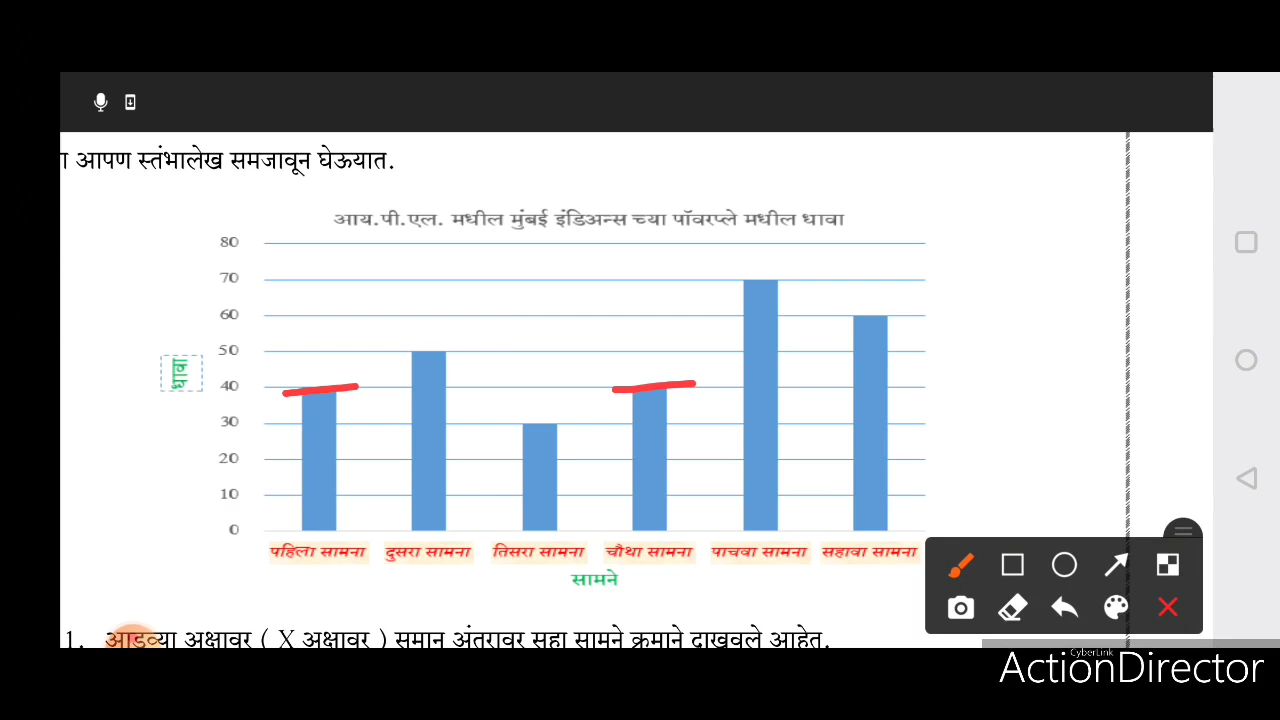 आपण स्तंभालेख समजावून घेऊयात.
आय.पी.एल. मधील मुंबई इंडिअन्स च्या पॉवरप्ले मधील धावा
80
70
60
50
40
30
20
10
0
धावा
पहिला सामना दुसरा सामना तिसरा सामना चौथा सामना पाचवा सामना सहावा सामना
सामने
1. आडव्या अक्षावर ( X अक्षावर ) समान अंतरावर सहा सामने क्रमाने दाखवले आहेत.
CyberLink
ActionDirector